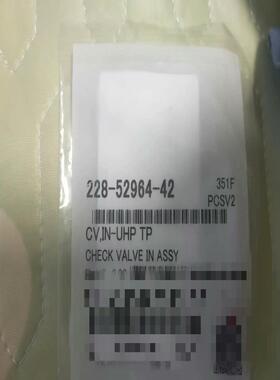 228-52964-42
351F
PCSV2
CV,IN-UHP TP
CHECK VALVE IN ASSY